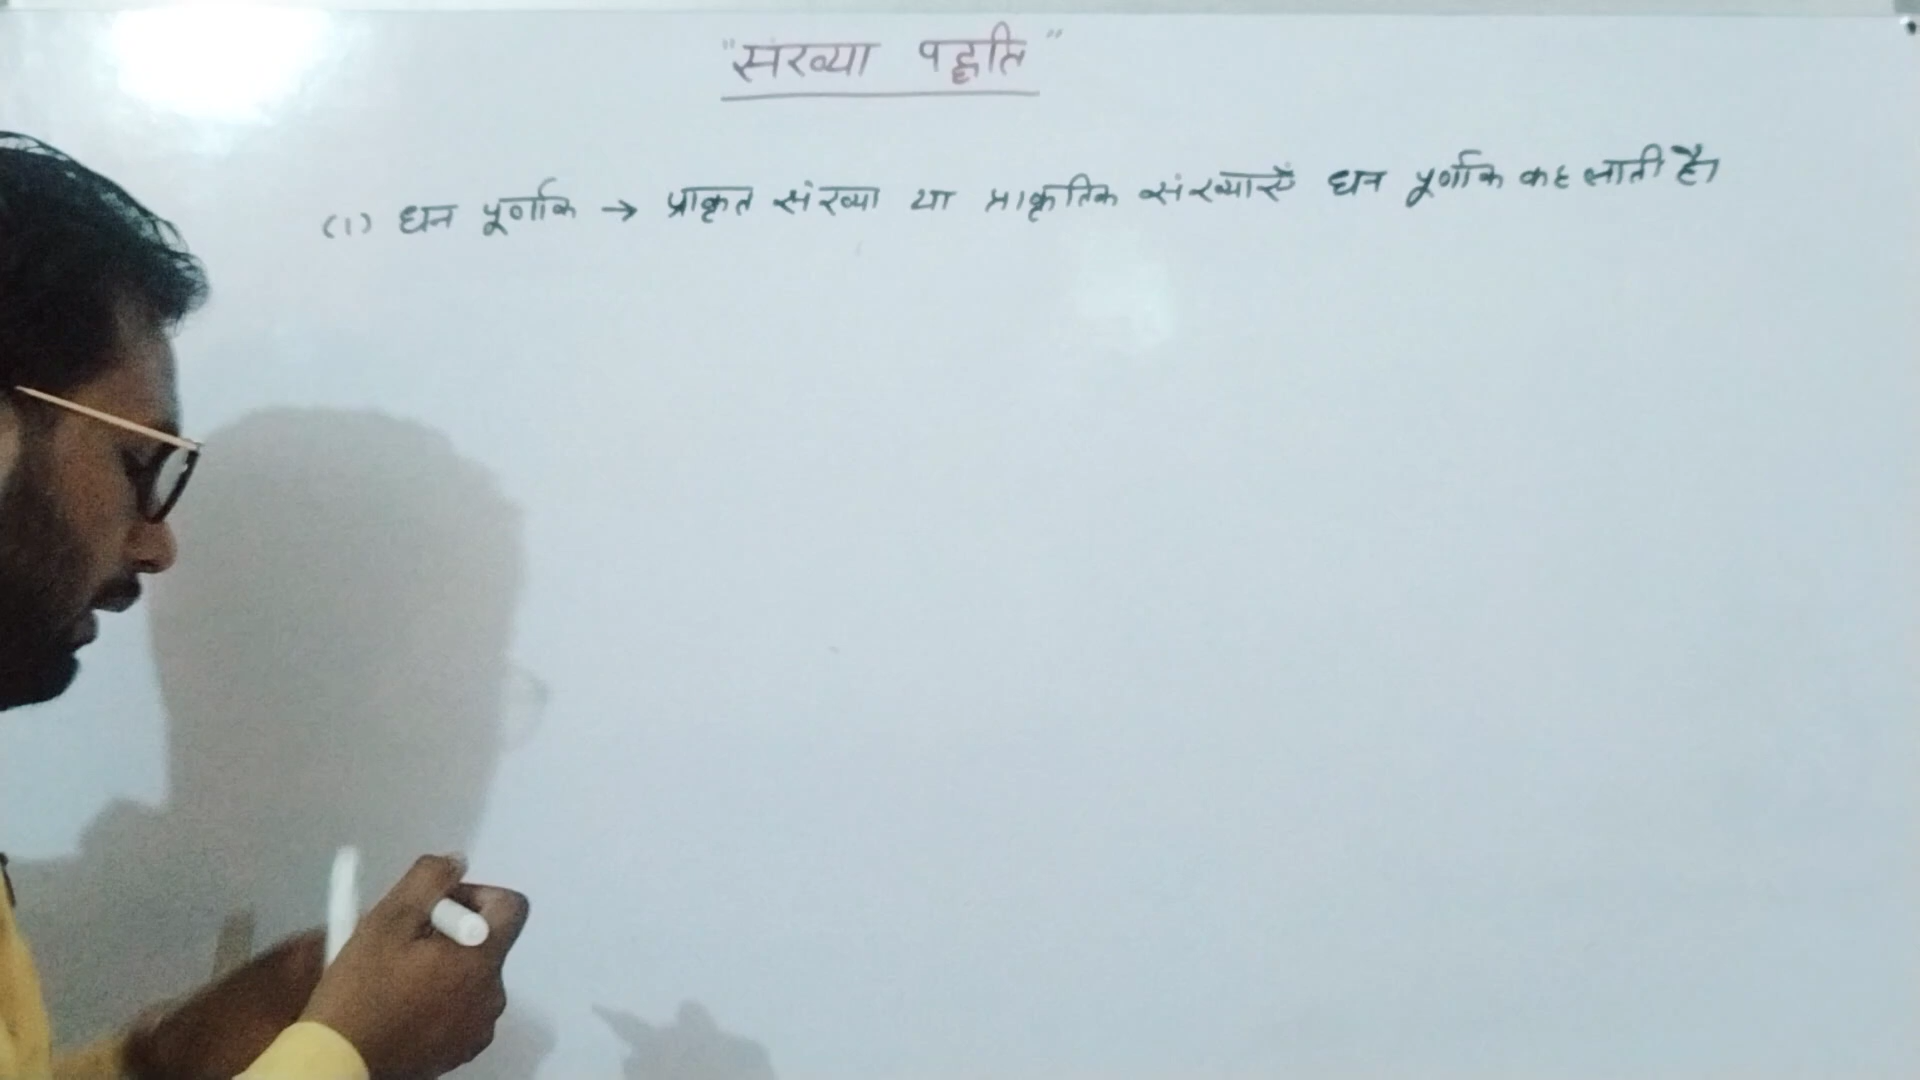 "संख्या पद्धति"
(1) धन पूर्णांक → प्राकृत संख्या या प्राकृतिक संख्याएँ धन पूर्णांक कहलाती है।